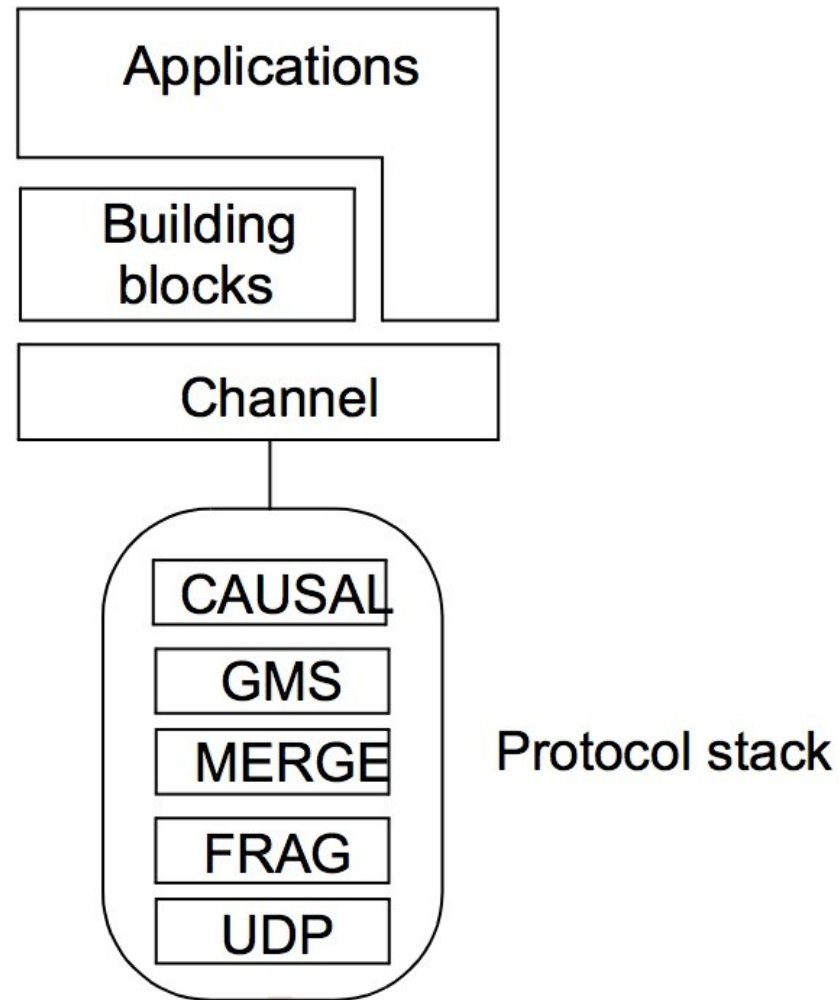 Applications
Building
blocks
Channel
CAUSAL
GMS
MERGE
Protocol stack
FRAG
UDP